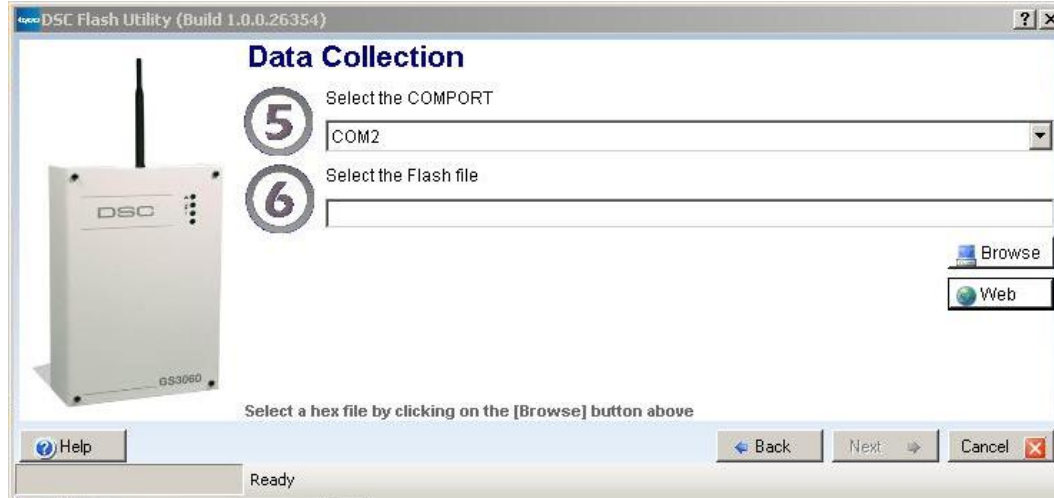 tyco DSC Flash Utility (Build 1.0.0.26354)
Data Collection
5
Select the COMPORT
COM2
6
Select the Flash file
Browse
Web
DSC
GS3060
Select a hex file by clicking on the [Browse] button above
Help
Back
Next
Cancel
Ready